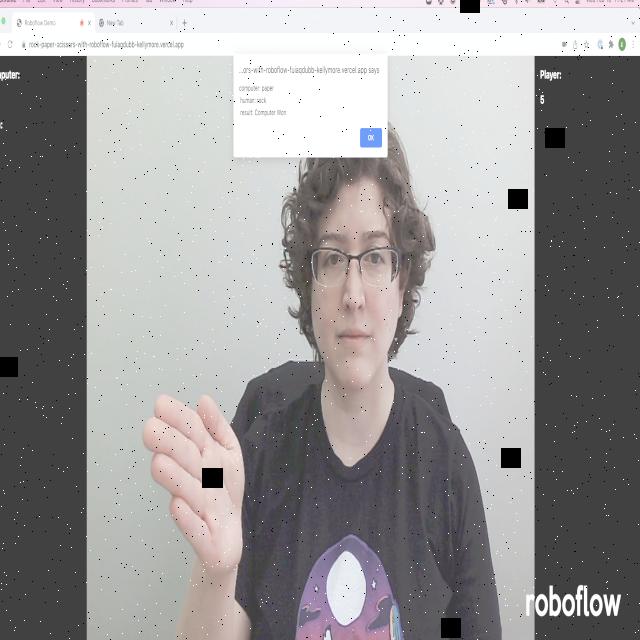 Roboflow Demo
New Tab
rock-paper-scissors-with-roboflow-fuiaqdubb-kellymore.vercel.app
puter:
Player:
5
...ors-with-roboflow-fuiaqdubb-kellymore.vercel.app says
computer: paper
human: rock
result: Computer Won
OK
roboflow